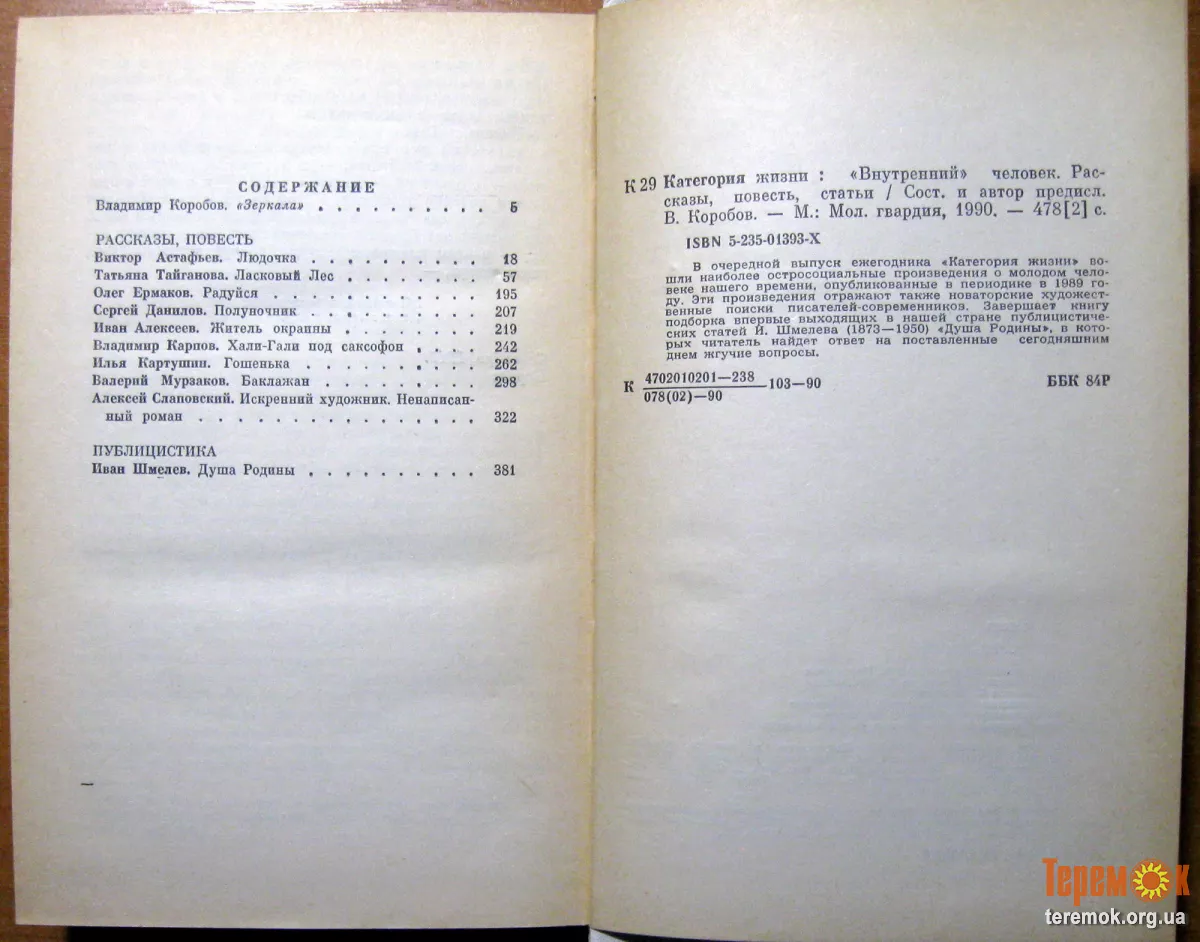 СОДЕРЖАНИЕ
Владимир Коробов. «Зеркала» . . . . . . . . . . 5
РАССКАЗЫ, ПОВЕСТЬ
Виктор Астафьев. Людочка . . . . . . . . . . 18
Татьяна Тайганова. Ласковый Лес . . . . . . . . 57
Олег Ермаков. Радуйся . . . . . . . . . . . . 195
Сергей Данилов. Полуночник . . . . . . . . . . 207
Иван Алексеев. Житель окраины . . . . . . . . 219
Владимир Карпов. Хали-Гали под саксофон . . . . 242
Илья Картушин. Гошенька . . . . . . . . . . 262
Валерий Мурзаков. Баклажан . . . . . . . . . . 298
Алексей Слаповский. Искренний художник. Ненаписан-
ный роман . . . . . . . . . . . . . . . . 322
ПУБЛИЦИСТИКА
Иван Шмелев. Душа Родины . . . . . . . . . . 381
К 29 Категория жизни : «Внутренний» человек. Рас-
сказы, повесть, статьи / Сост. и автор предисл.
В. Коробов. — М.: Мол. гвардия, 1990. — 478[2] с.
ISBN 5-235-01393-X
В очередной выпуск ежегодника «Категория жизни» во-
шли наиболее остросоциальные произведения о молодом чело-
веке нашего времени, опубликованные в периодике в 1989 го-
ду. Эти произведения отражают также новаторские художест-
венные поиски писателей-современников. Завершает книгу
подборка впервые выходящих в нашей стране публицистиче-
ских статей И. Шмелева (1873—1950) «Душа Родины», в кото-
рых читатель найдет ответ на поставленные сегодняшним
днем жгучие вопросы.
К 4702010201—238 103—90 ББК 84Р
078(02)—90
Теремок
teremok.org.ua